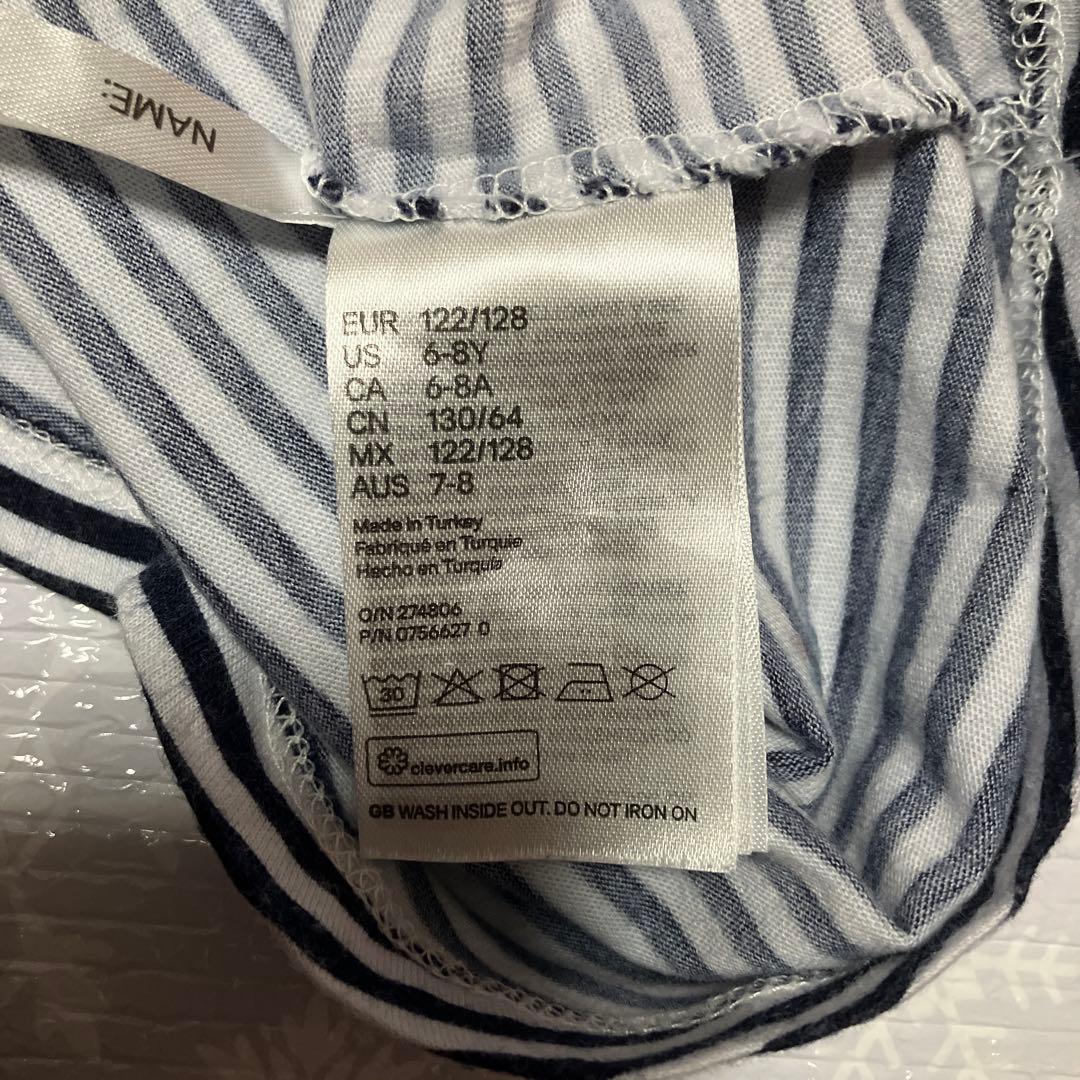 NAME:
EUR 122/128
US 6-8Y
CA 6-8A
CN 130/64
MX 122/128
AUS 7-8
Made in Turkey
Fabriqué en Turquie
Hecho en Turquía
O/N 274806
P/N 0756627 0
30
clevercare.info
GB WASH INSIDE OUT. DO NOT IRON ON